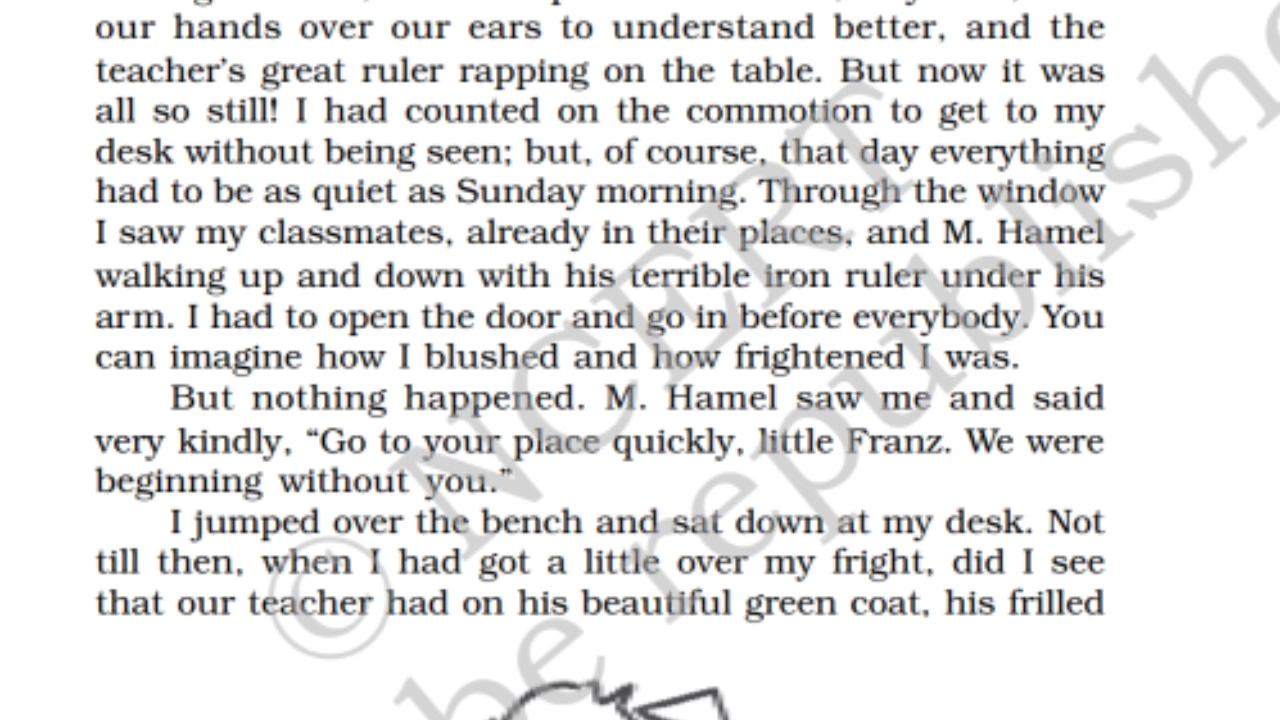 our hands over our ears to understand better, and the
teacher's great ruler rapping on the table. But now it was
all so still! I had counted on the commotion to get to my
desk without being seen; but, of course, that day everything
had to be as quiet as Sunday morning. Through the window
I saw my classmates, already in their places, and M. Hamel
walking up and down with his terrible iron ruler under his
arm. I had to open the door and go in before everybody. You
can imagine how I blushed and how frightened I was.
But nothing happened. M. Hamel saw me and said
very kindly, “Go to your place quickly, little Franz. We were
beginning without you.”
I jumped over the bench and sat down at my desk. Not
till then, when I had got a little over my fright, did I see
that our teacher had on his beautiful green coat, his frilled
© NCERT
be republishe